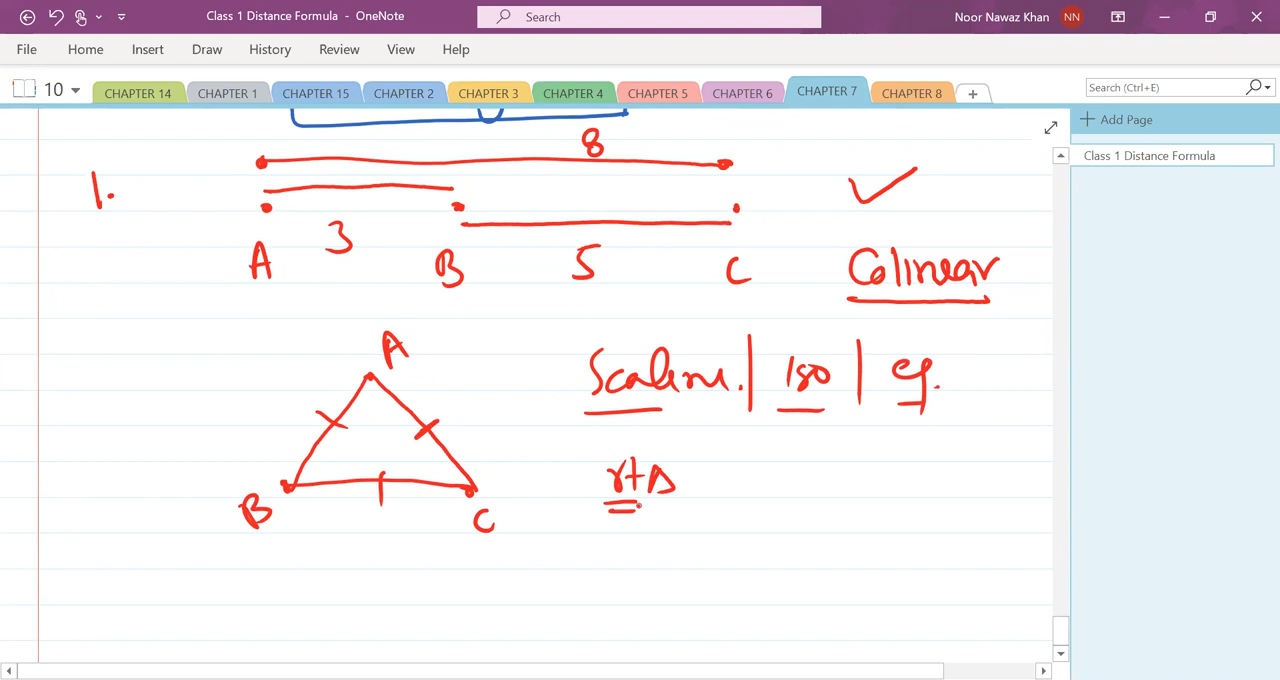 Class 1 Distance Formula - OneNote
Search
Noor Nawaz Khan NN
File Home Insert Draw History Review View Help
10 CHAPTER 14 CHAPTER 1 CHAPTER 15 CHAPTER 2 CHAPTER 3 CHAPTER 4 CHAPTER 5 CHAPTER 6 CHAPTER 7 CHAPTER 8 +
Search (Ctrl+E)
Add Page
Class 1 Distance Formula
8
1.
3
A B 5 C
Colinear
A
Scalene. | Iso | eq.
rt Δ
B
C